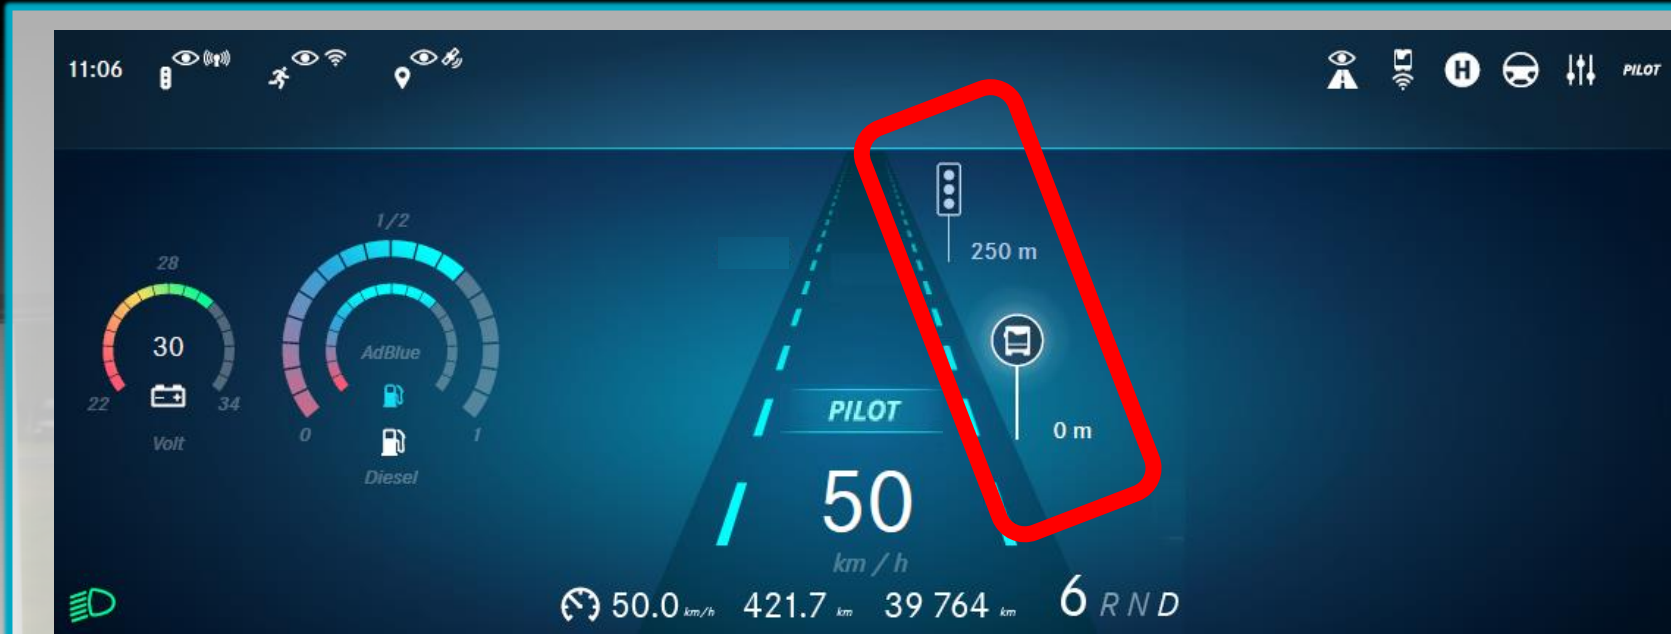 11:06
PILOT
250 m
1/2
28
30
AdBlue
22
34
Volt
0
1
Diesel
PILOT
0 m
50
km / h
50.0 km/h 421.7 km 39 764 km 6 R N D
H